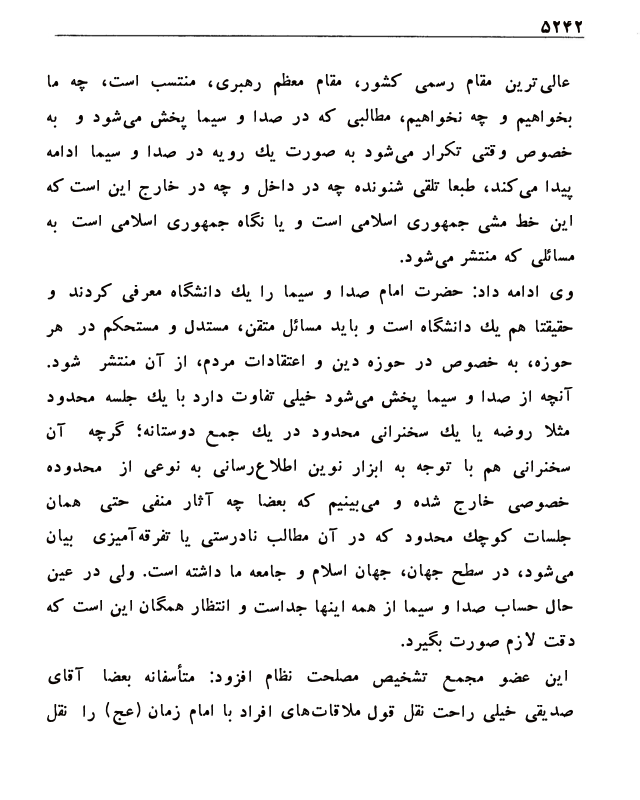 ۵۲۴۲
عالی‌ترین مقام رسمی کشور، مقام معظم رهبری، منتسب است، چه ما
بخواهیم و چه نخواهیم، مطالبی که در صدا و سیما پخش می‌شود و به
خصوص وقتی تکرار می‌شود به صورت یك رویه در صدا و سیما ادامه
پیدا می‌کند، طبعا تلقی شنونده چه در داخل و چه در خارج این است که
این خط مشی جمهوری اسلامی است و یا نگاه جمهوری اسلامی است به
مسائلی که منتشر می‌شود.
وی ادامه داد: حضرت امام صدا و سیما را یك دانشگاه معرفی کردند و
حقیقتا هم یك دانشگاه است و باید مسائل متقن، مستدل و مستحکم در هر
حوزه، به خصوص در حوزه دین و اعتقادات مردم، از آن منتشر شود.
آنچه از صدا و سیما پخش می‌شود خیلی تفاوت دارد با یك جلسه محدود
مثلا روضه یا یك سخنرانی محدود در یك جمع دوستانه؛ گرچه آن
سخنرانی هم با توجه به ابزار نوین اطلاع‌رسانی به نوعی از محدوده
خصوصی خارج شده و می‌بینیم که بعضا چه آثار منفی حتی همان
جلسات کوچك محدود که در آن مطالب نادرستی یا تفرقه‌آمیزی بیان
می‌شود، در سطح جهان، جهان اسلام و جامعه ما داشته است. ولی در عین
حال حساب صدا و سیما از همه اینها جداست و انتظار همگان این است که
دقت لازم صورت بگیرد.
این عضو مجمع تشخیص مصلحت نظام افزود: متأسفانه بعضا آقای
صدیقی خیلی راحت نقل قول ملاقات‌های افراد با امام زمان (عج) را نقل